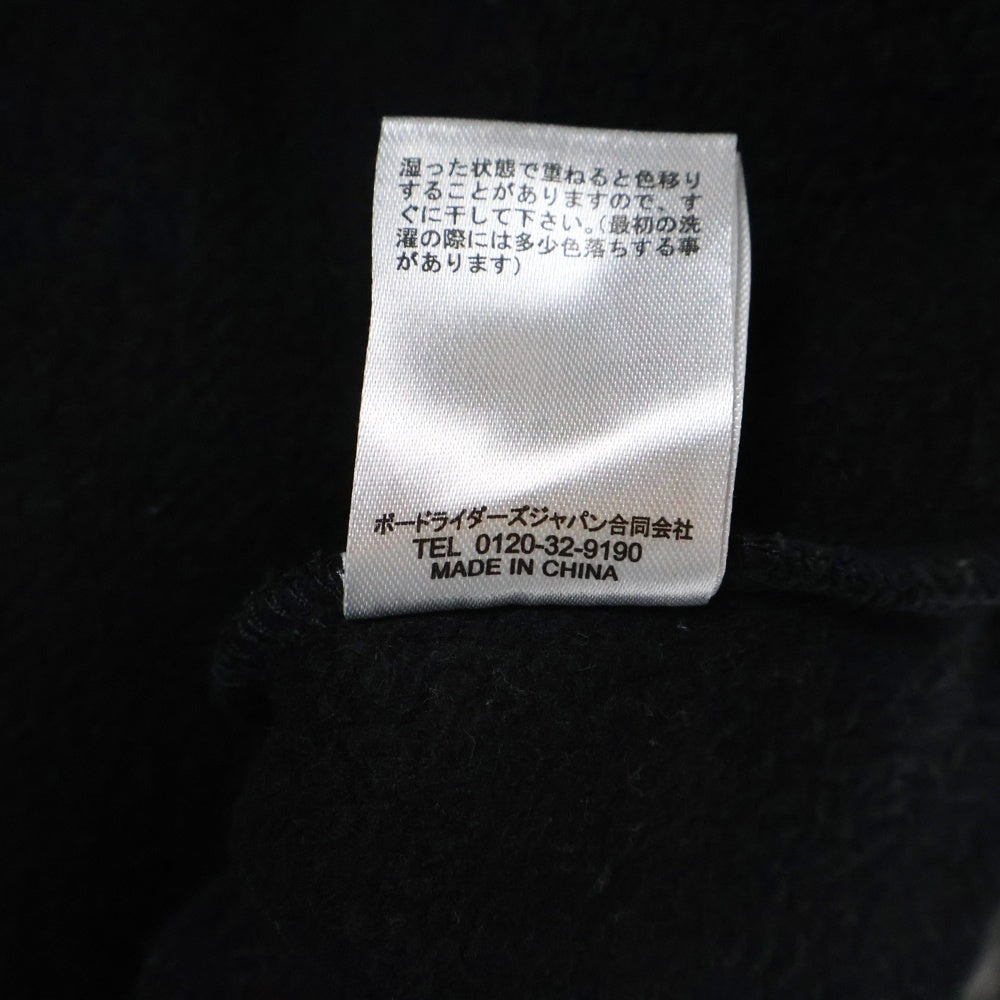 湿った状態で重ねると色移り
することがありますので、す
ぐに干して下さい。(最初の洗
濯の際には多少色落ちする事
があります)
ボードライダーズジャパン合同会社
TEL 0120-32-9190
MADE IN CHINA